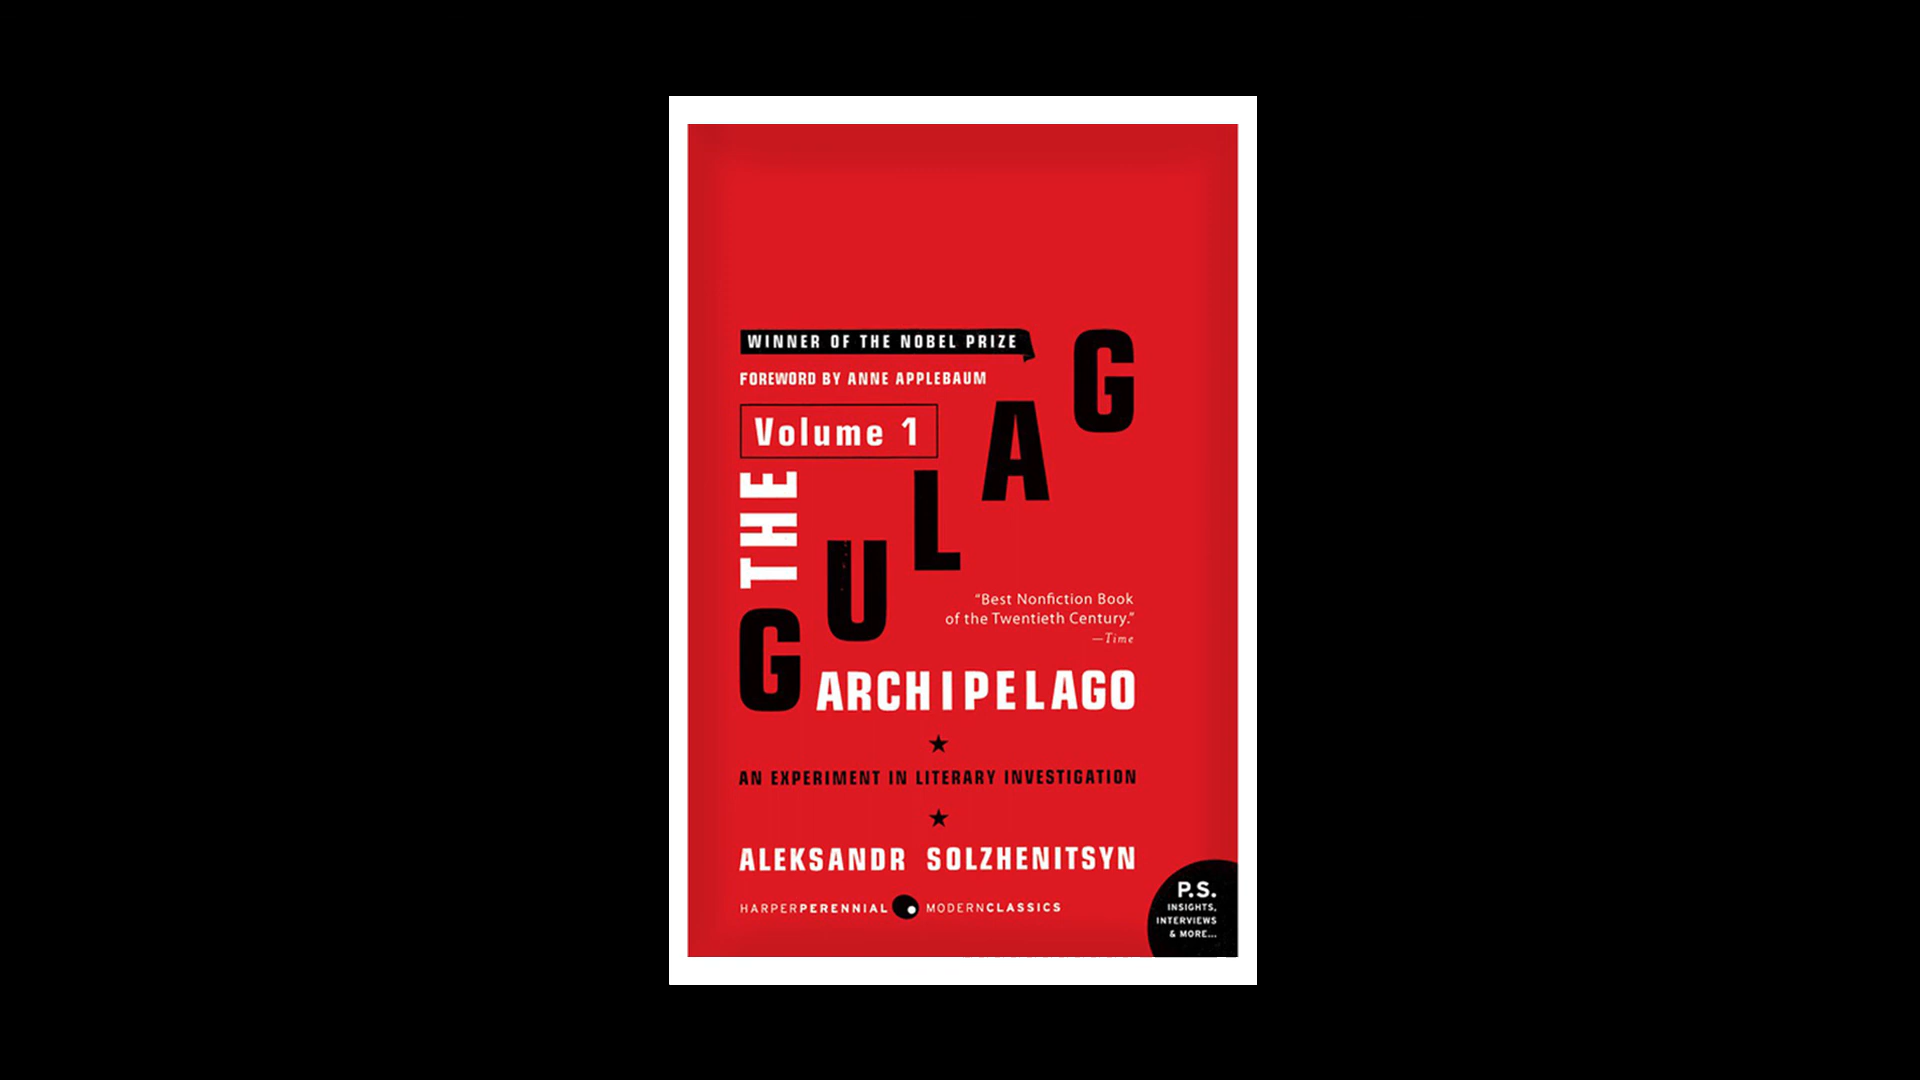 WINNER OF THE NOBEL PRIZE
FOREWORD BY ANNE APPLEBAUM
Volume 1
THE
GULAG
ARCHIPELAGO
"Best Nonfiction Book
of the Twentieth Century."
—Time
AN EXPERIMENT IN LITERARY INVESTIGATION
ALEKSANDR SOLZHENITSYN
HARPERPERENNIAL MODERNCLASSICS
P.S.
INSIGHTS,
INTERVIEWS
& MORE...